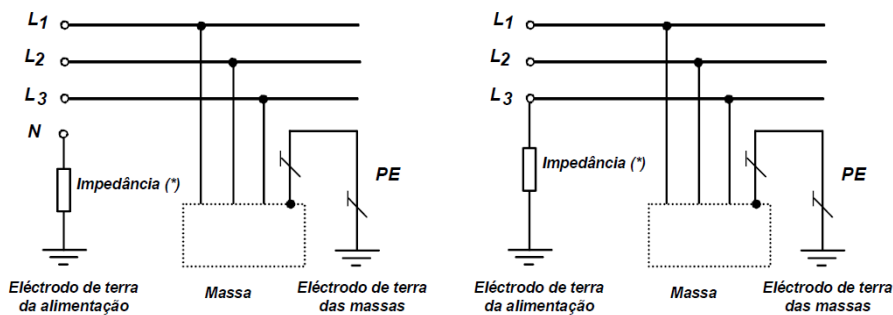 L1
L2
L3
N
Impedância (*)
PE
Eléctrodo de terra
da alimentação
Massa
Eléctrodo de terra
das massas
L1
L2
L3
Impedância (*)
PE
Eléctrodo de terra
da alimentação
Massa
Eléctrodo de terra
das massas